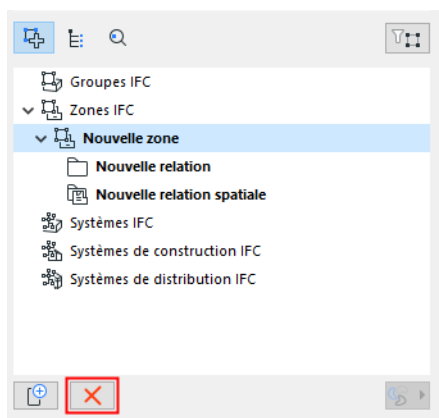 Groupes IFC
Zones IFC
Nouvelle zone
Nouvelle relation
Nouvelle relation spatiale
Systèmes IFC
Systèmes de construction IFC
Systèmes de distribution IFC